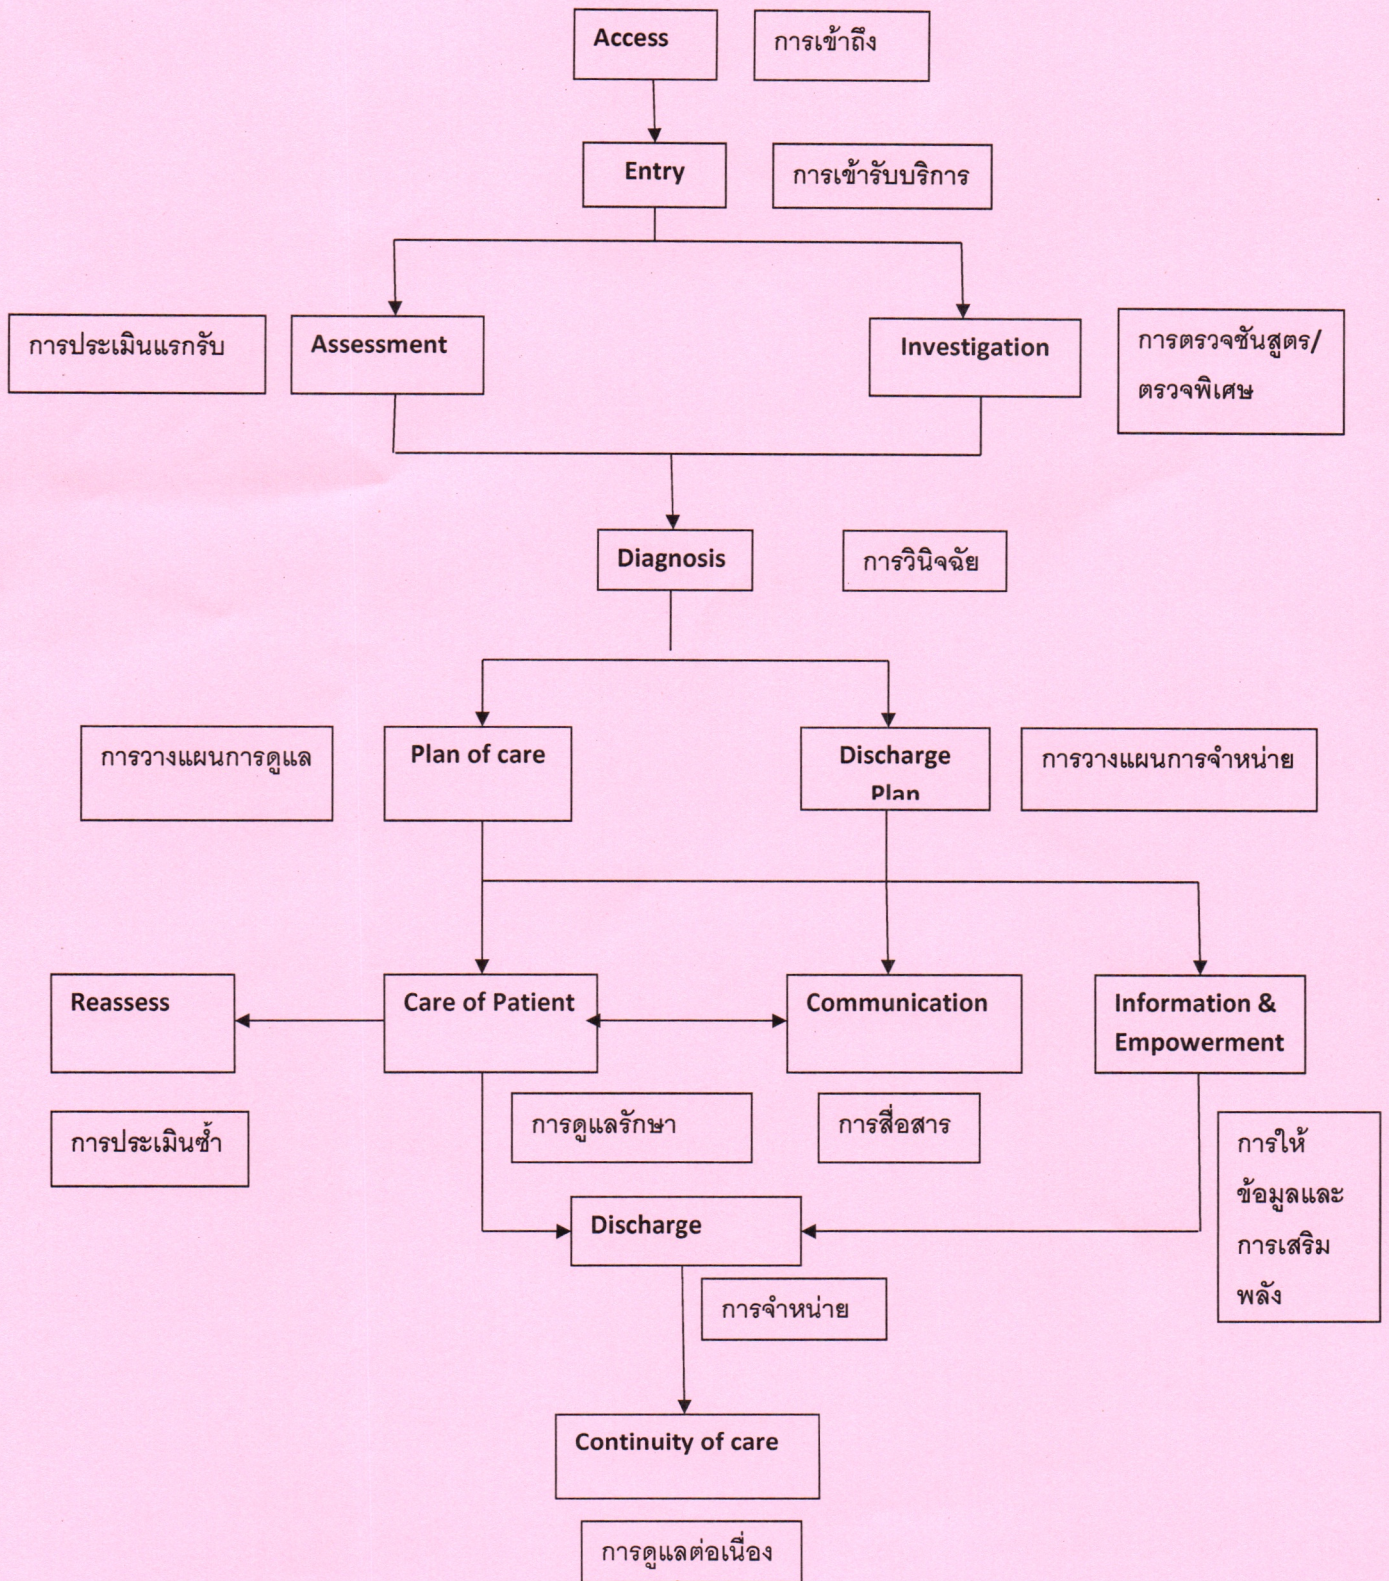 Access
การเข้าถึง
Entry
การเข้ารับบริการ
การประเมินแรกรับ
Assessment
Investigation
การตรวจชันสูตร/
ตรวจพิเศษ
Diagnosis
การวินิจฉัย
การวางแผนการดูแล
Plan of care
Discharge
Plan
การวางแผนการจำหน่าย
Reassess
Care of Patient
Communication
Information &
Empowerment
การประเมินซ้ำ
การดูแลรักษา
การสื่อสาร
การให้
ข้อมูลและ
การเสริม
พลัง
Discharge
การจำหน่าย
Continuity of care
การดูแลต่อเนื่อง